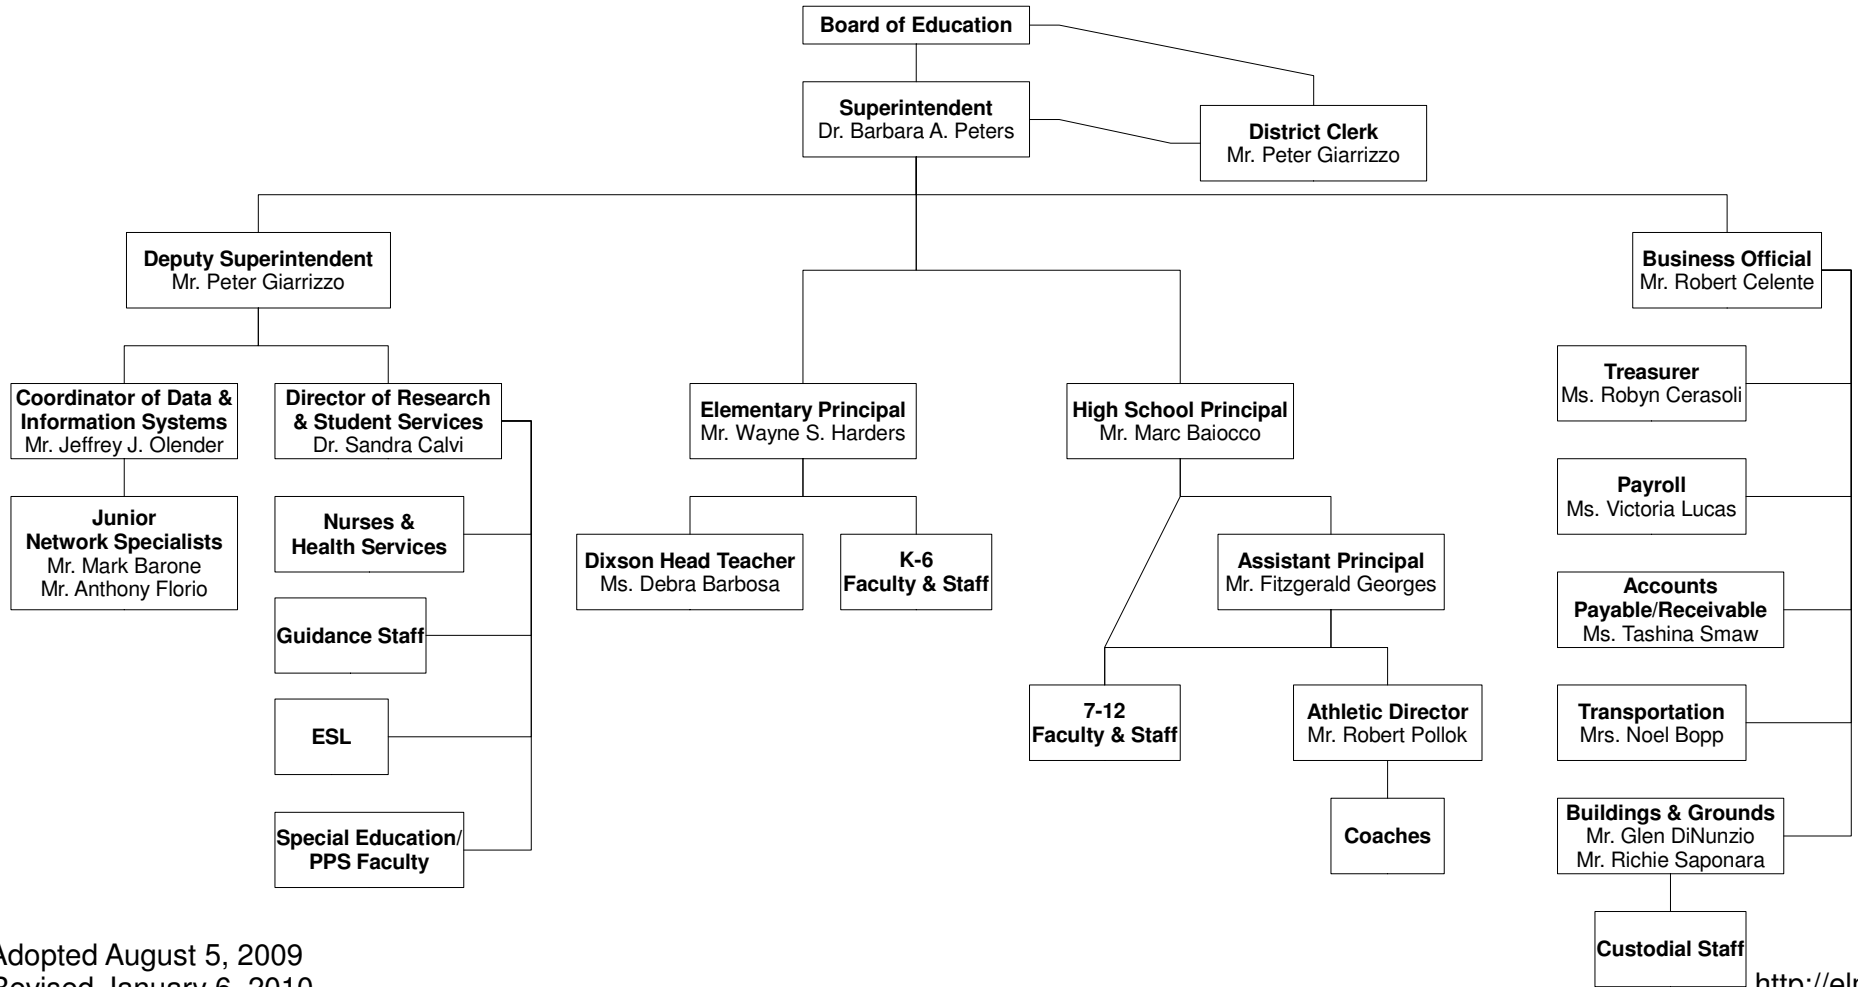 Board of Education
Superintendent
Dr. Barbara A. Peters
District Clerk
Mr. Peter Giarrizzo
Deputy Superintendent
Mr. Peter Giarrizzo
Business Official
Mr. Robert Celente
Coordinator of Data &
Information Systems
Mr. Jeffrey J. Olender
Director of Research
& Student Services
Dr. Sandra Calvi
Elementary Principal
Mr. Wayne S. Harders
High School Principal
Mr. Marc Baiocco
Treasurer
Ms. Robyn Cerasoli
Junior
Network Specialists
Mr. Mark Barone
Mr. Anthony Florio
Nurses &
Health Services
Dixson Head Teacher
Ms. Debra Barbosa
K-6
Faculty & Staff
Assistant Principal
Mr. Fitzgerald Georges
Payroll
Ms. Victoria Lucas
Guidance Staff
Accounts
Payable/Receivable
Ms. Tashina Smaw
ESL
7-12
Faculty & Staff
Athletic Director
Mr. Robert Pollok
Transportation
Mrs. Noel Bopp
Special Education/
PPS Faculty
Coaches
Buildings & Grounds
Mr. Glen DiNunzio
Mr. Richie Saponara
Custodial Staff
Adopted August 5, 2009
Revised January 6, 2010